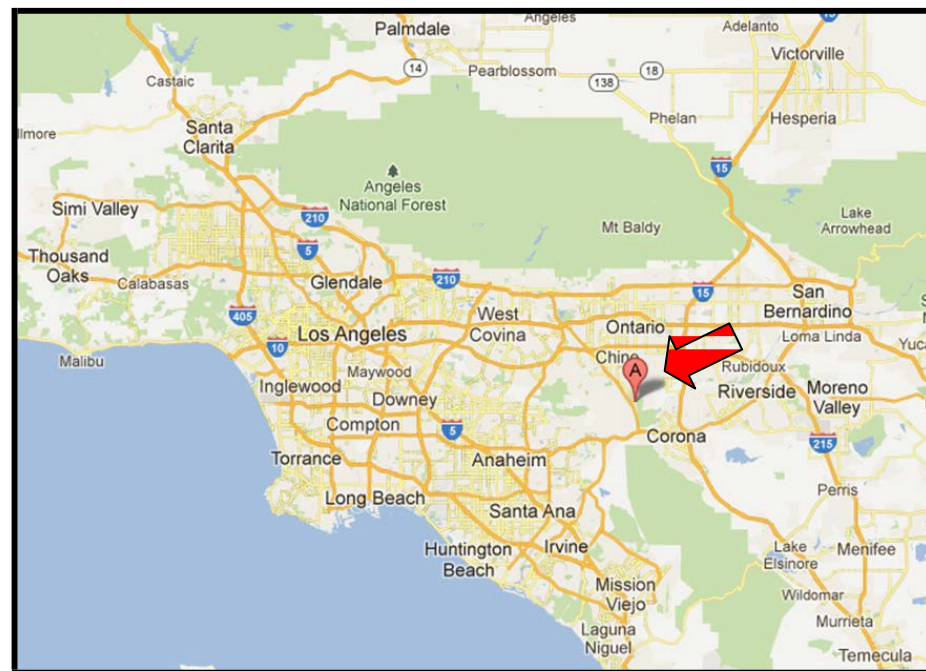 Angeles
Palmdale
Adelanto
15
Victorville
Castaic
14
Pearblossom
138
18
Santa
Clarita
Phelan
Hesperia
llmore
15
Angeles
National Forest
Simi Valley
210
Mt Baldy
Lake
Arrowhead
5
Thousand
Oaks
Calabasas
Glendale
210
15
San
Bernardino
405
West
Covina
Ontario
Los Angeles
Loma Linda
Yuca
10
Chino
Malibu
Maywood
Rubidoux
A
Inglewood
Downey
Riverside
Moreno
Valley
Compton
5
Corona
215
Torrance
Anaheim
Perris
Long Beach
Santa Ana
Huntington
Beach
Irvine
Lake
Elsinore
Menifee
Mission
Viejo
Wildomar
Murrieta
Laguna
Niguel
Temecula